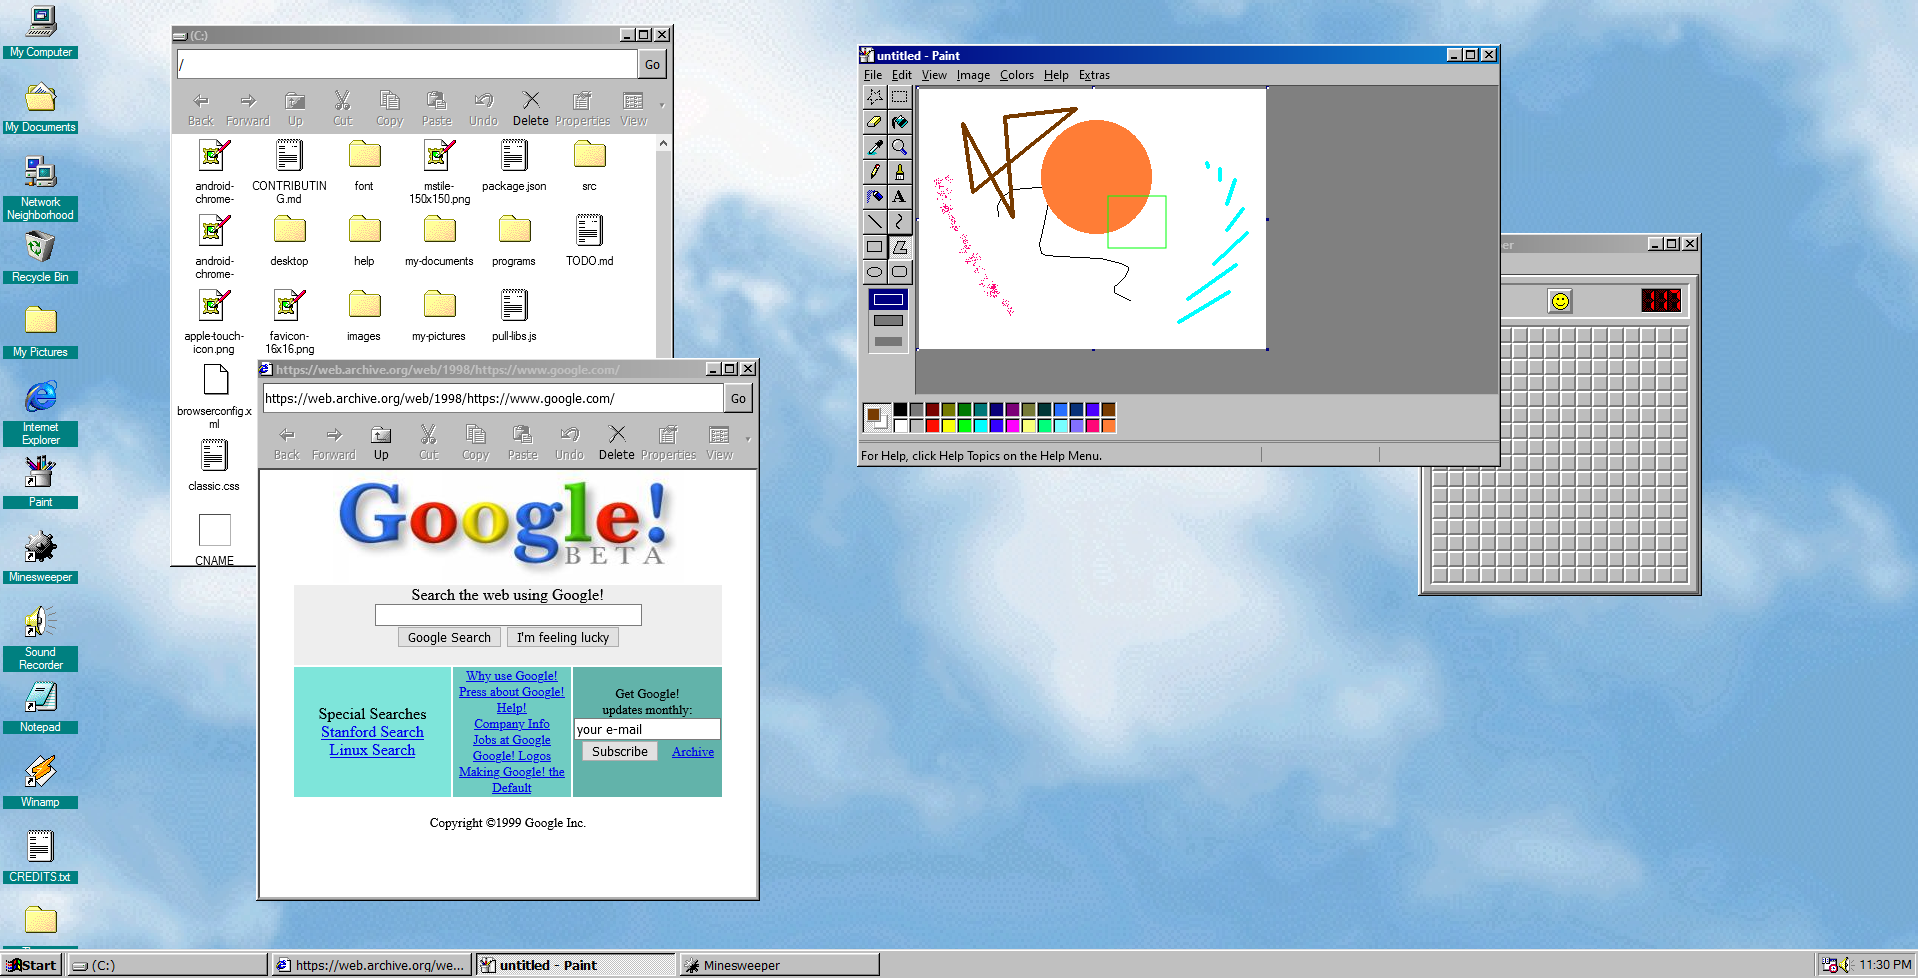 My Computer
My Documents
Network
Neighborhood
Recycle Bin
My Pictures
Internet
Explorer
Paint
Minesweeper
Sound
Recorder
Notepad
Winamp
CREDITS.txt
(C:)
/
Go
Back Forward Up Cut Copy Paste Undo Delete Properties View
android-
chrome-
CONTRIBUTIN
G.md
font
mstile-
150x150.png
package.json
src
android-
chrome-
desktop
help
my-documents
programs
TODO.md
apple-touch-
icon.png
favicon-
16x16.png
images
my-pictures
pull-libs.js
browserconfig.x
ml
classic.css
CNAME
https://web.archive.org/web/1998/https://www.google.com/
https://web.archive.org/web/1998/https://www.google.com/
Go
Back Forward Up Cut Copy Paste Undo Delete Properties View
Google!
BETA
Search the web using Google!
Google Search I'm feeling lucky
Special Searches
Stanford Search
Linux Search
Why use Google!
Press about Google!
Help!
Company Info
Jobs at Google
Google! Logos
Making Google! the
Default
Get Google!
updates monthly:
your e-mail
Subscribe Archive
Copyright ©1999 Google Inc.
untitled - Paint
File Edit View Image Colors Help Extras
A
For Help, click Help Topics on the Help Menu.
er
Start
(C:)
https://web.archive.org/we...
untitled - Paint
Minesweeper
11:30 PM